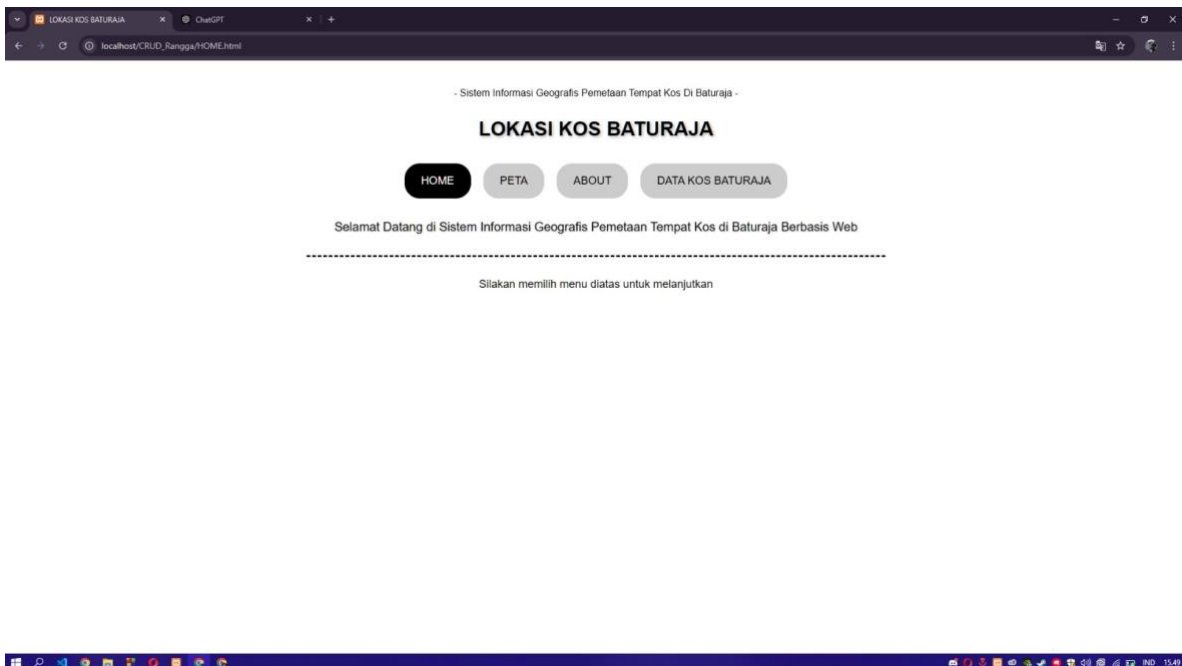 LOKASI KOS BATURAJA
ChatGPT
localhost/CRUD_Rangga/HOME.html
- Sistem Informasi Geografis Pemetaan Tempat Kos Di Baturaja -
LOKASI KOS BATURAJA
HOME PETA ABOUT DATA KOS BATURAJA
Selamat Datang di Sistem Informasi Geografis Pemetaan Tempat Kos di Baturaja Berbasis Web
Silakan memilih menu diatas untuk melanjutkan
IND 15.49